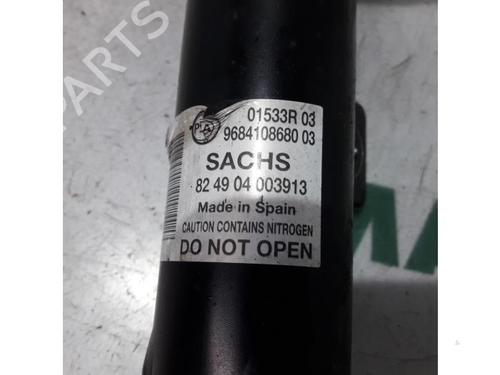 01533R 03
9684108680 03
SACHS
82 49 04 003913
Made in Spain
CAUTION CONTAINS NITROGEN
DO NOT OPEN